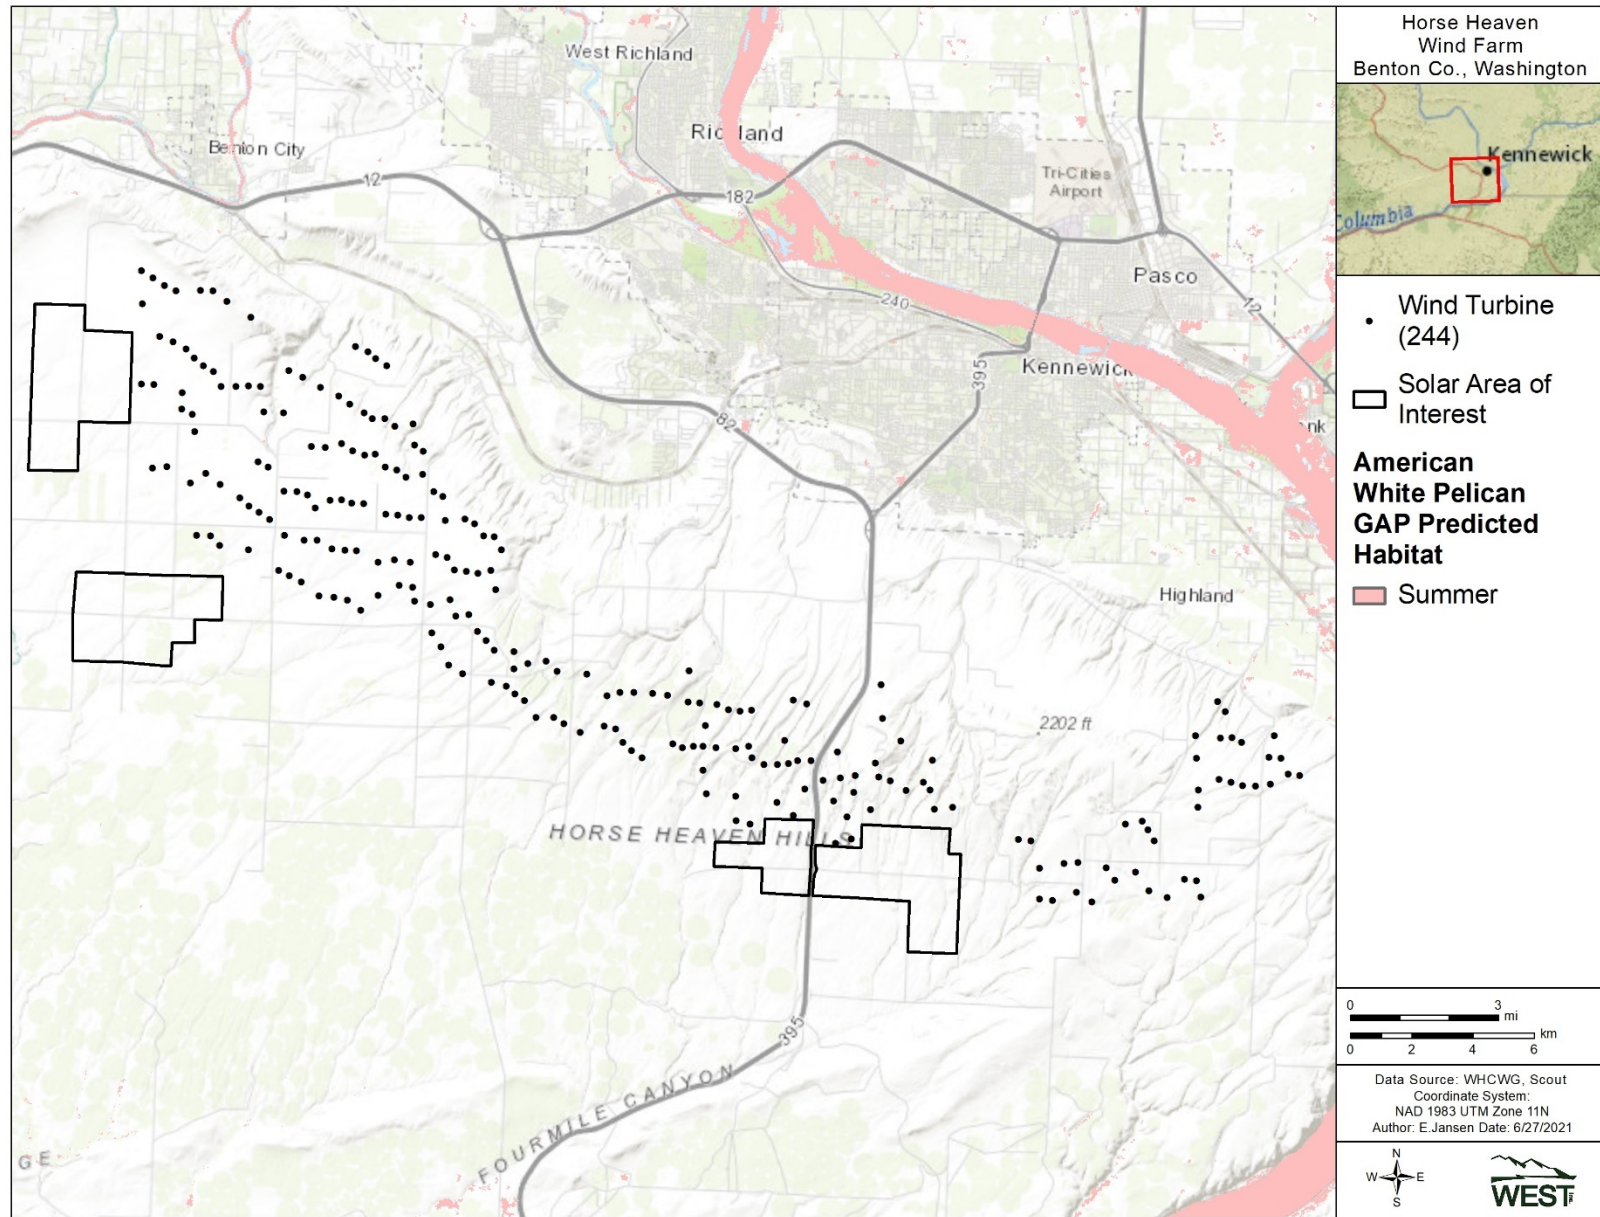 West Richland
Richland
Benton City
12
182
Tri-Cities
Airport
Pasco
240
12
Kennewick
395
82
nk
Highland
2202 ft
HORSE HEAVEN HILLS
395
FOURMILE CANYON
GE
Horse Heaven
Wind Farm
Benton Co., Washington
Kennewick
Columbia
Wind Turbine
(244)
Solar Area of
Interest
American
White Pelican
GAP Predicted
Habitat
Summer
0 3
mi
km
0 2 4 6
Data Source: WHCWG, Scout
Coordinate System:
NAD 1983 UTM Zone 11N
Author: E.Jansen Date: 6/27/2021
N
W E
S
WEST